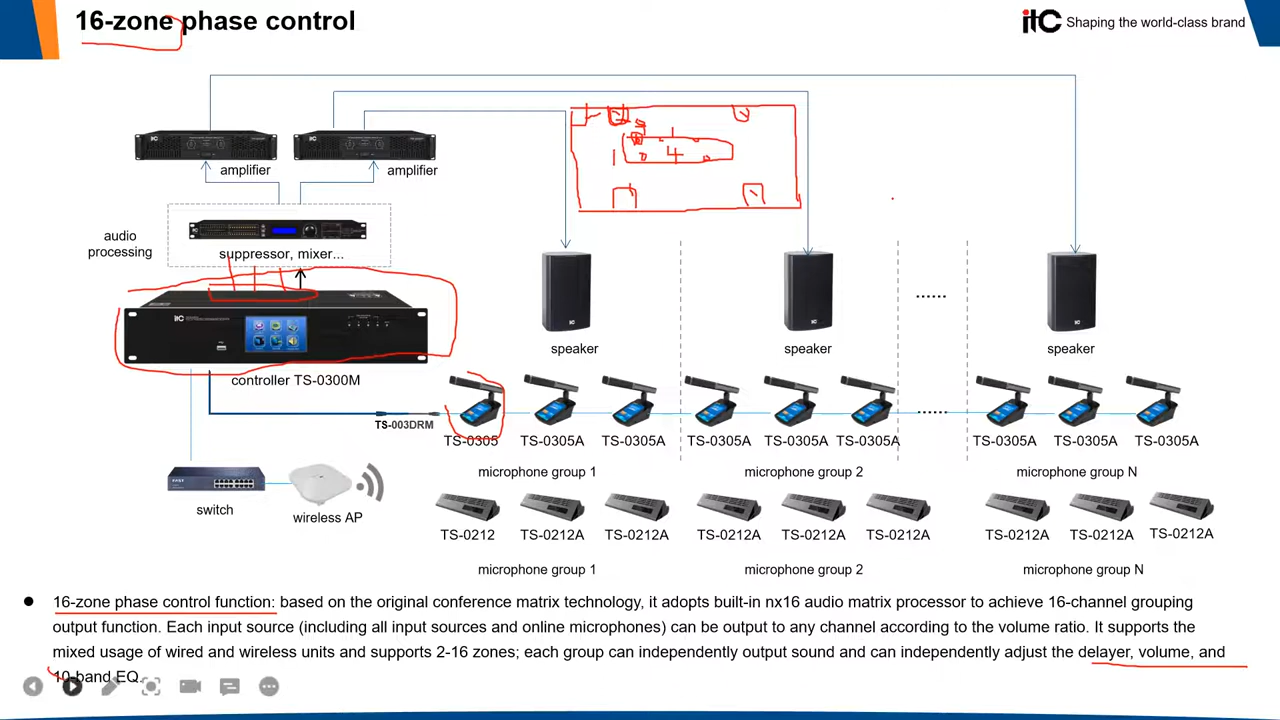 16-zone phase control
itc Shaping the world-class brand
amplifier
amplifier
audio
processing
suppressor, mixer...
4
......
speaker
speaker
speaker
controller TS-0300M
TS-003DRM
......
TS-0305
TS-0305A
TS-0305A
TS-0305A
TS-0305A
TS-0305A
TS-0305A
TS-0305A
TS-0305A
microphone group 1
microphone group 2
microphone group N
switch
wireless AP
TS-0212
TS-0212A
TS-0212A
TS-0212A
TS-0212A
TS-0212A
TS-0212A
TS-0212A
TS-0212A
microphone group 1
microphone group 2
microphone group N
● 16-zone phase control function: based on the original conference matrix technology, it adopts built-in nx16 audio matrix processor to achieve 16-channel grouping
output function. Each input source (including all input sources and online microphones) can be output to any channel according to the volume ratio. It supports the
mixed usage of wired and wireless units and supports 2-16 zones; each group can independently output sound and can independently adjust the delayer, volume, and
10-band EQ.